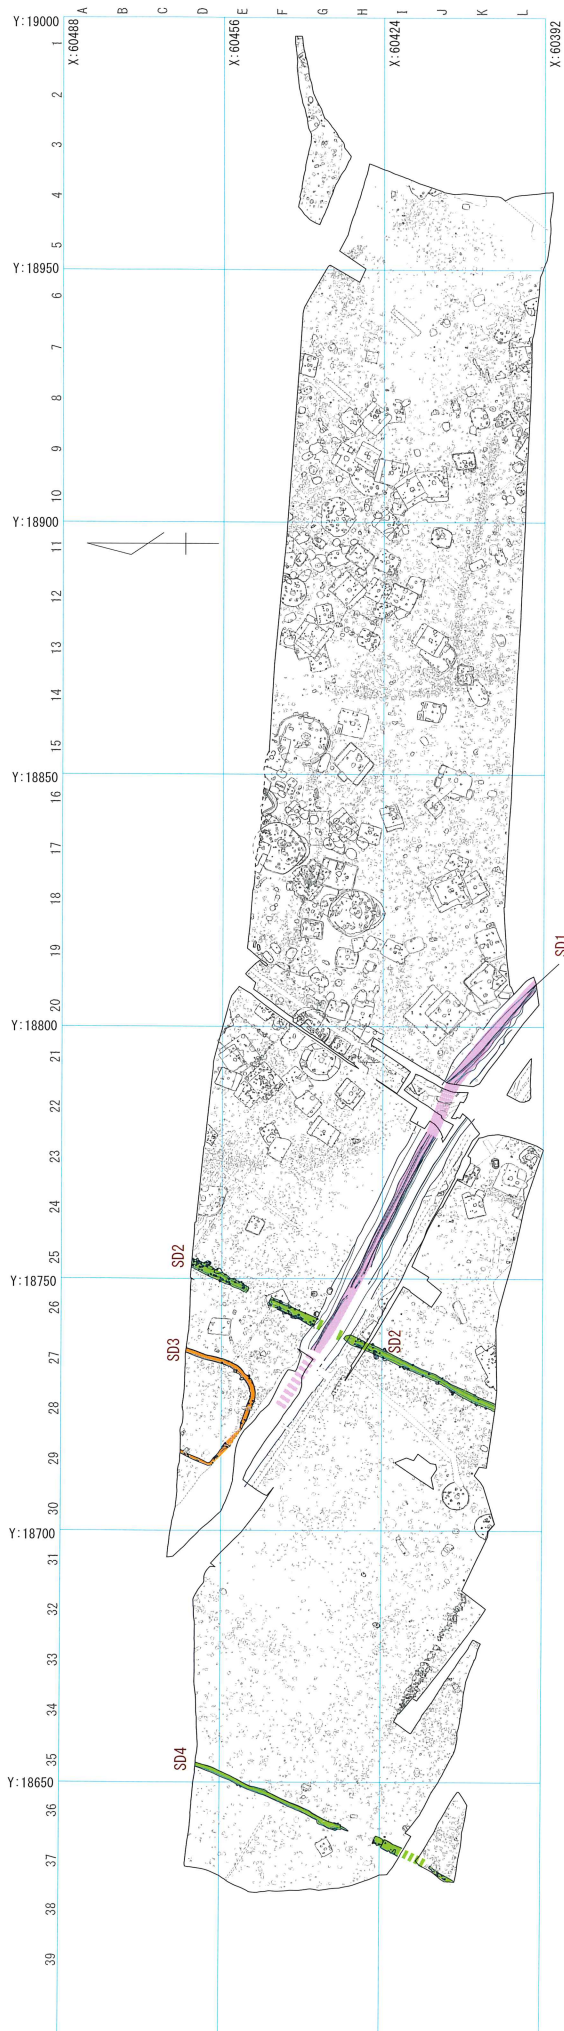 Y:19000
A
B
C
D
E
F
G
H
I
J
K
L
X:60488
X:60456
X:60424
X:60392
1
2
3
4
5
Y:18950
6
7
8
9
10
Y:18900
11
12
13
14
15
Y:18850
16
17
18
19
20
SD1
Y:18800
21
22
23
24
25
SD2
Y:18750
26
SD2
SD3
27
28
29
30
Y:18700
31
32
33
34
35
SD4
Y:18650
36
37
38
39